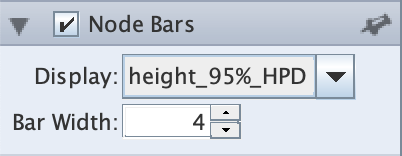 Node Bars
Display: height_95%_HPD
Bar Width: 4